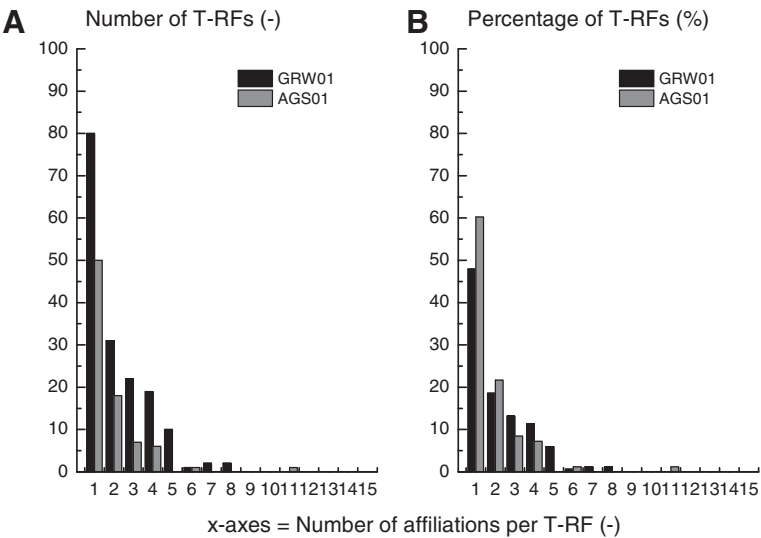 A Number of T-RFs (-)
100
90
80
70
60
50
40
30
20
10
0
GRW01
AGS01
1 2 3 4 5 6 7 8 9 10 11 12 13 14 15
B Percentage of T-RFs (%)
100
90
80
70
60
50
40
30
20
10
0
GRW01
AGS01
1 2 3 4 5 6 7 8 9 10 11 12 13 14 15
x-axes = Number of affiliations per T-RF (-)